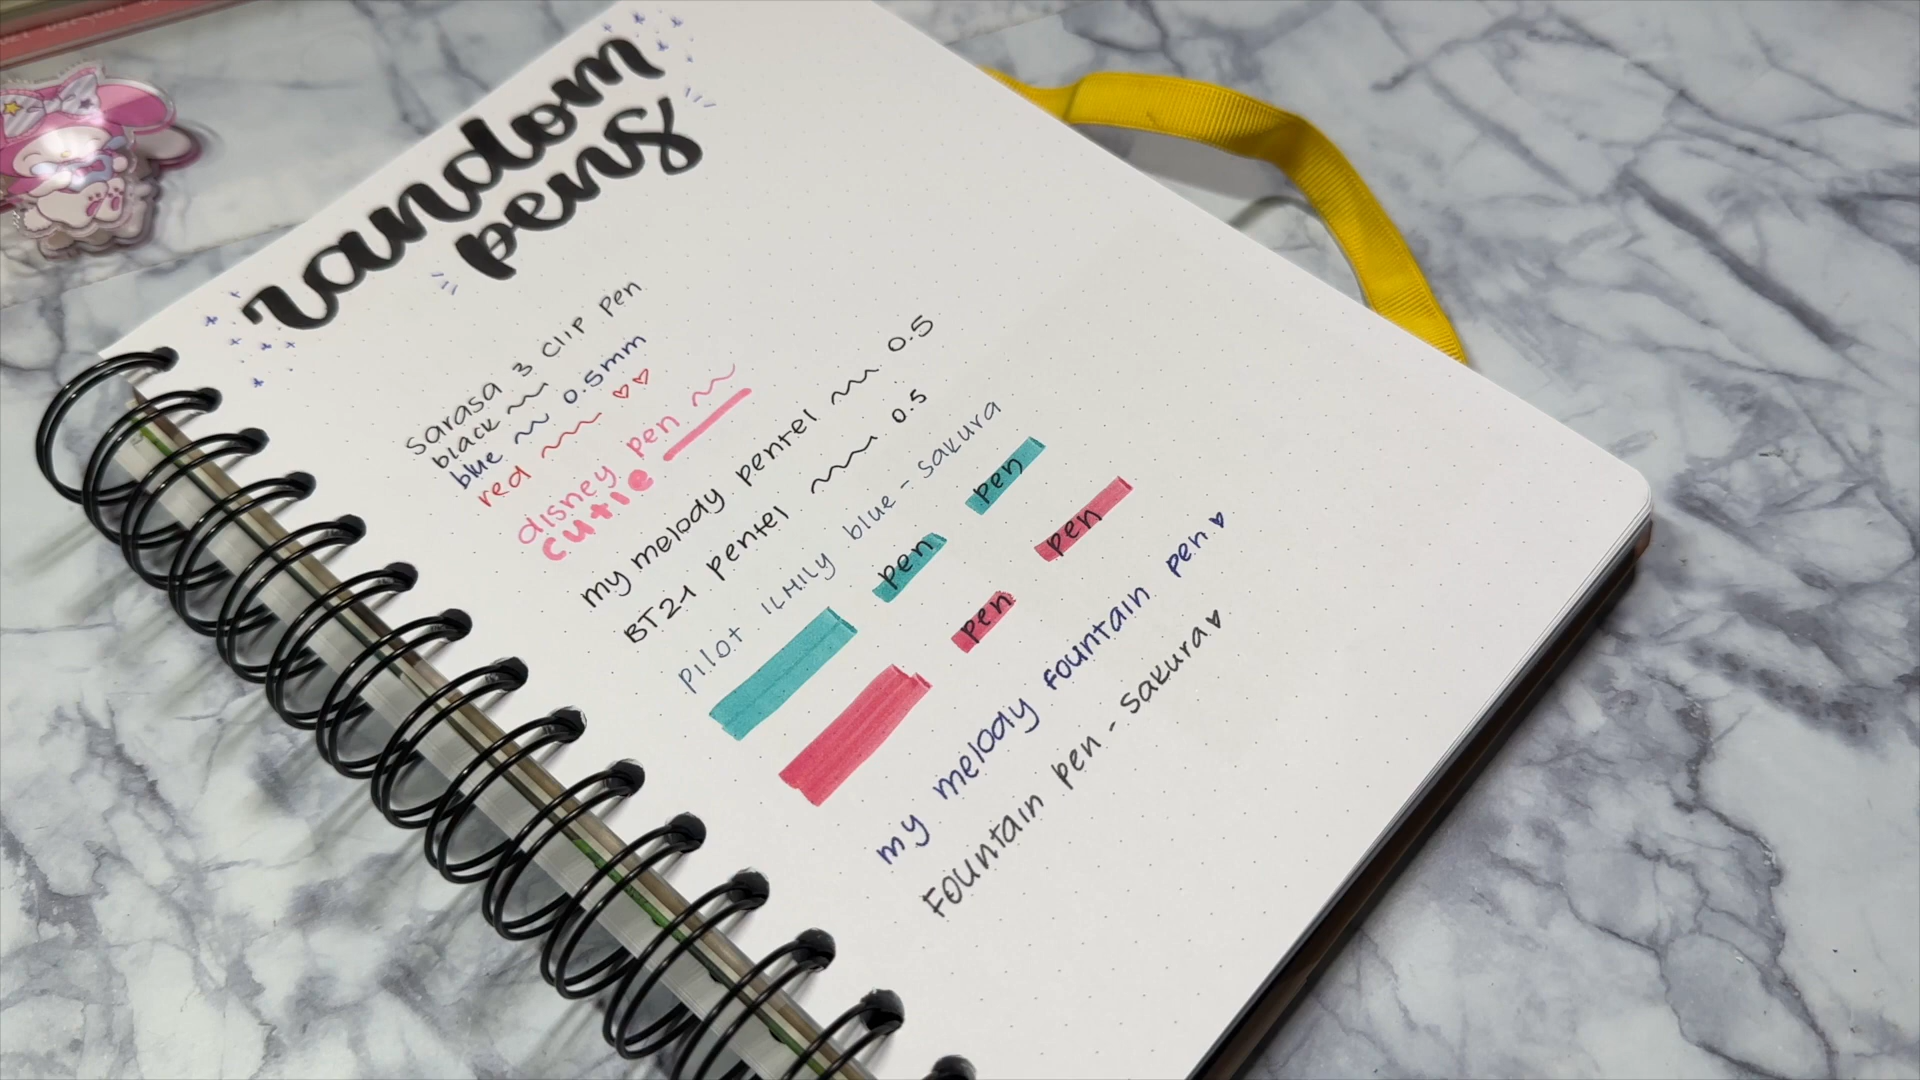 random
pens
sarasa 3 clip pen
black 0.5mm
blue
red
disney pen
cutie
my melody pentel 0.5
BT21 pentel 0.5
pilot ILMILY blue - sakura
pen pen
pen pen
my melody fountain pen
Fountain pen - sakura